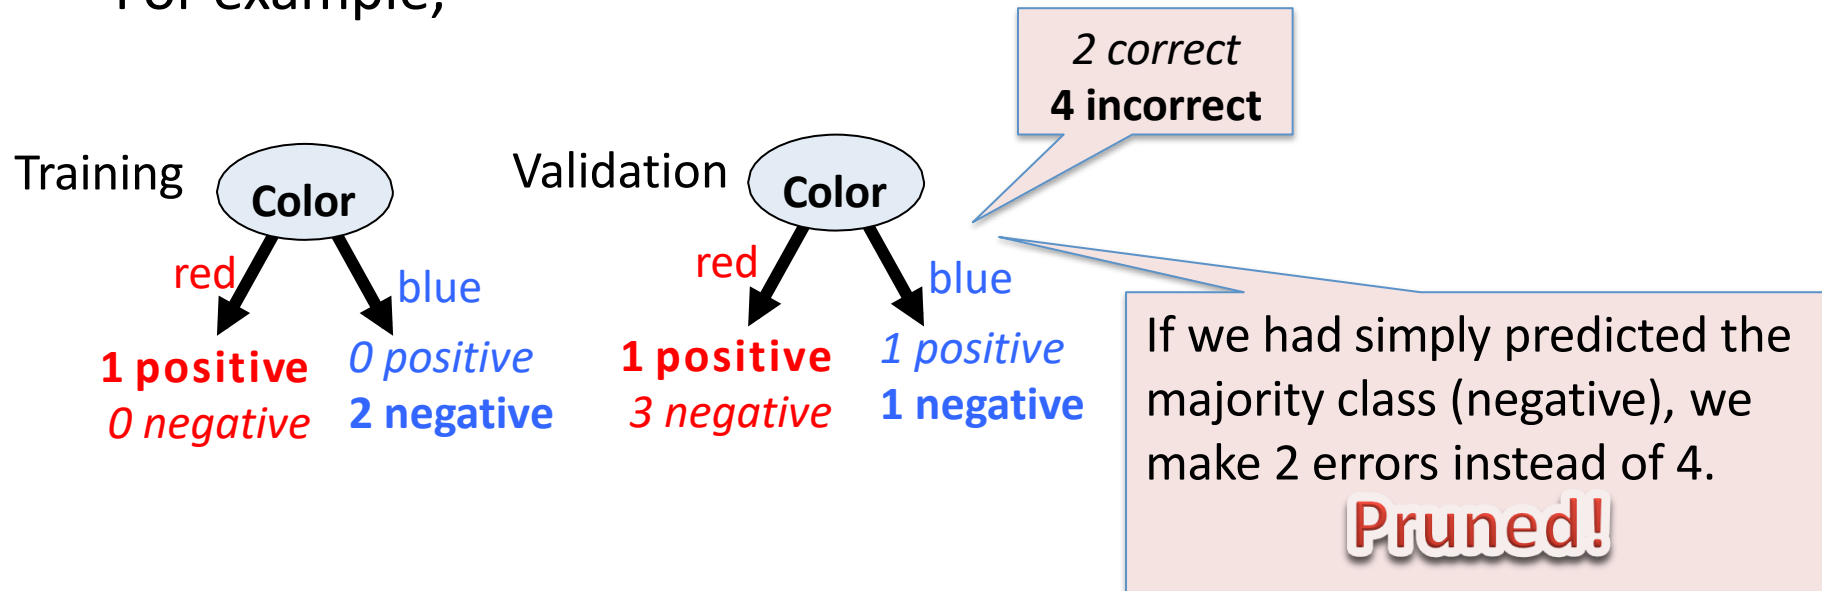 For example,
2 correct
4 incorrect
Training
Color
red
blue
1 positive
0 negative
0 positive
2 negative
Validation
Color
red
blue
1 positive
3 negative
1 positive
1 negative
If we had simply predicted the
majority class (negative), we
make 2 errors instead of 4.
Pruned!